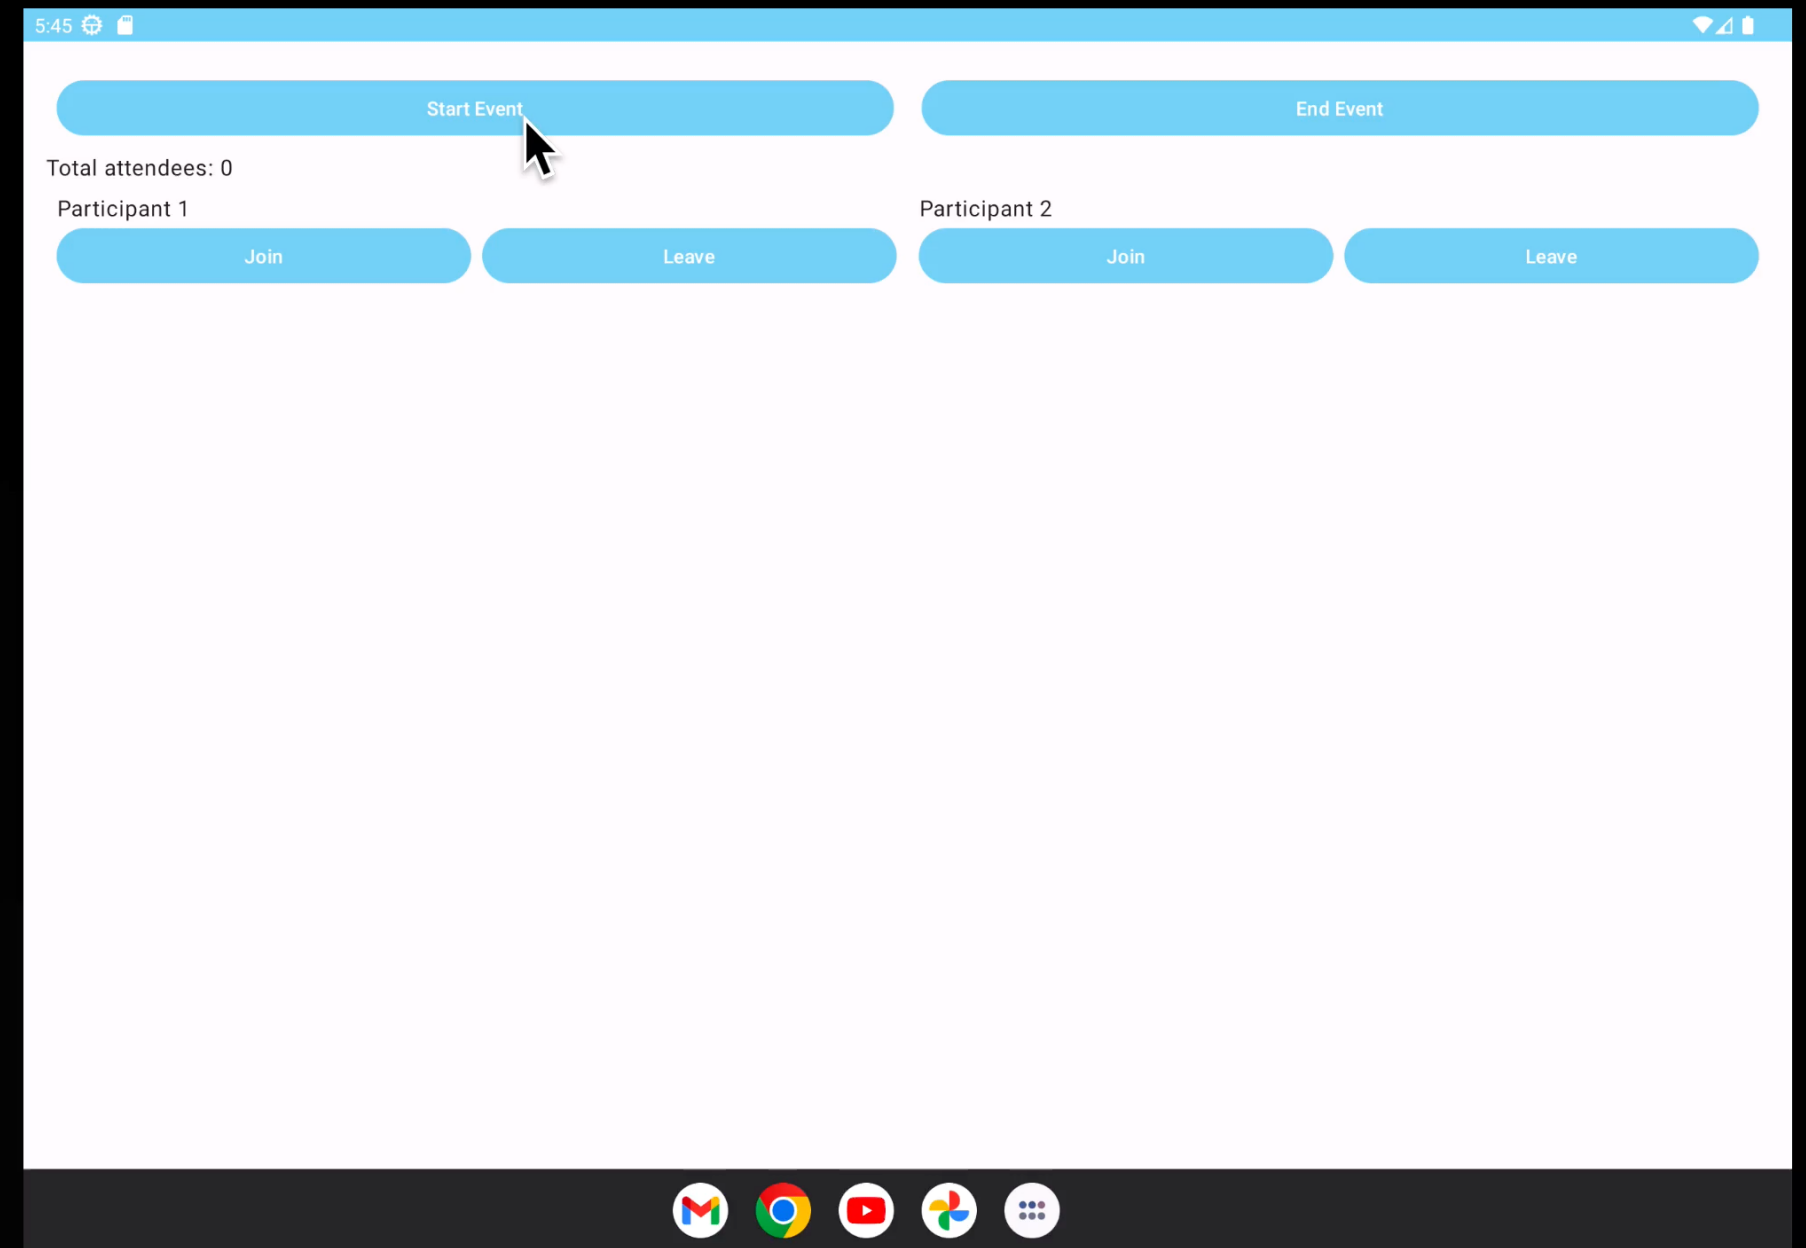 5:45
Start Event
End Event
Total attendees: 0
Participant 1
Participant 2
Join
Leave
Join
Leave